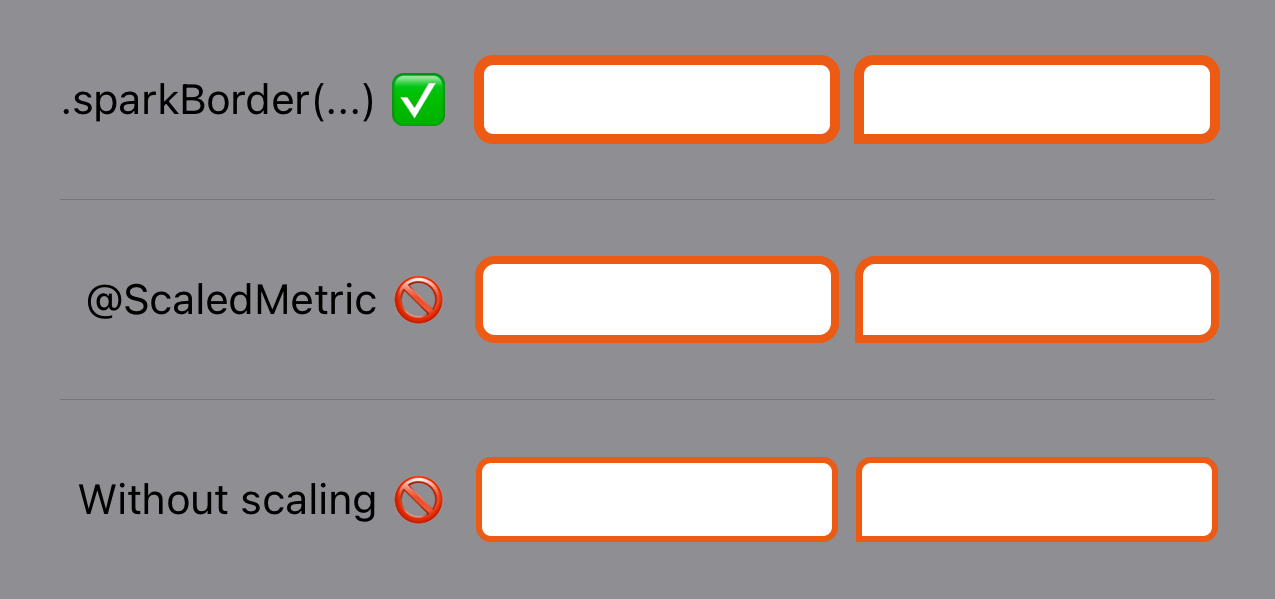 .sparkBorder(...) ✅
@ScaledMetric 🚫
Without scaling 🚫